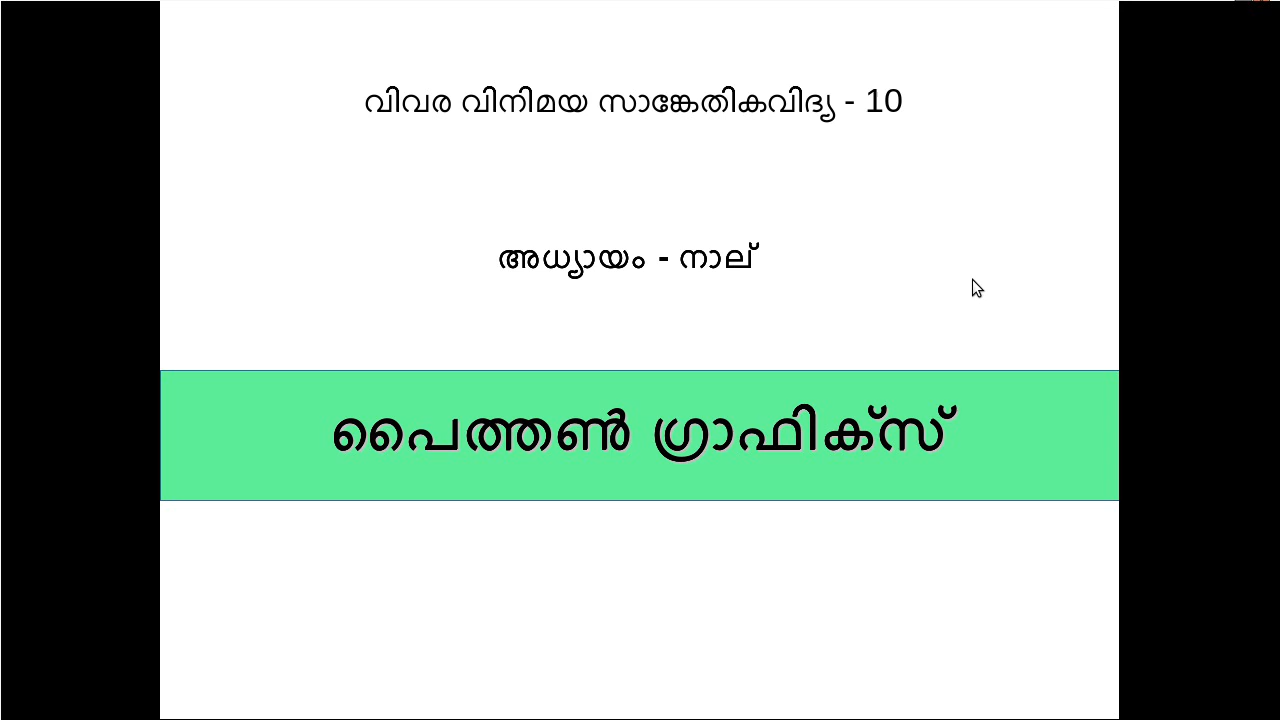 വിവര വിനിമയ സാങ്കേതികവിദ്യ - 10
അധ്യായം - നാല്
പൈത്തൺ ഗ്രാഫിക്സ്